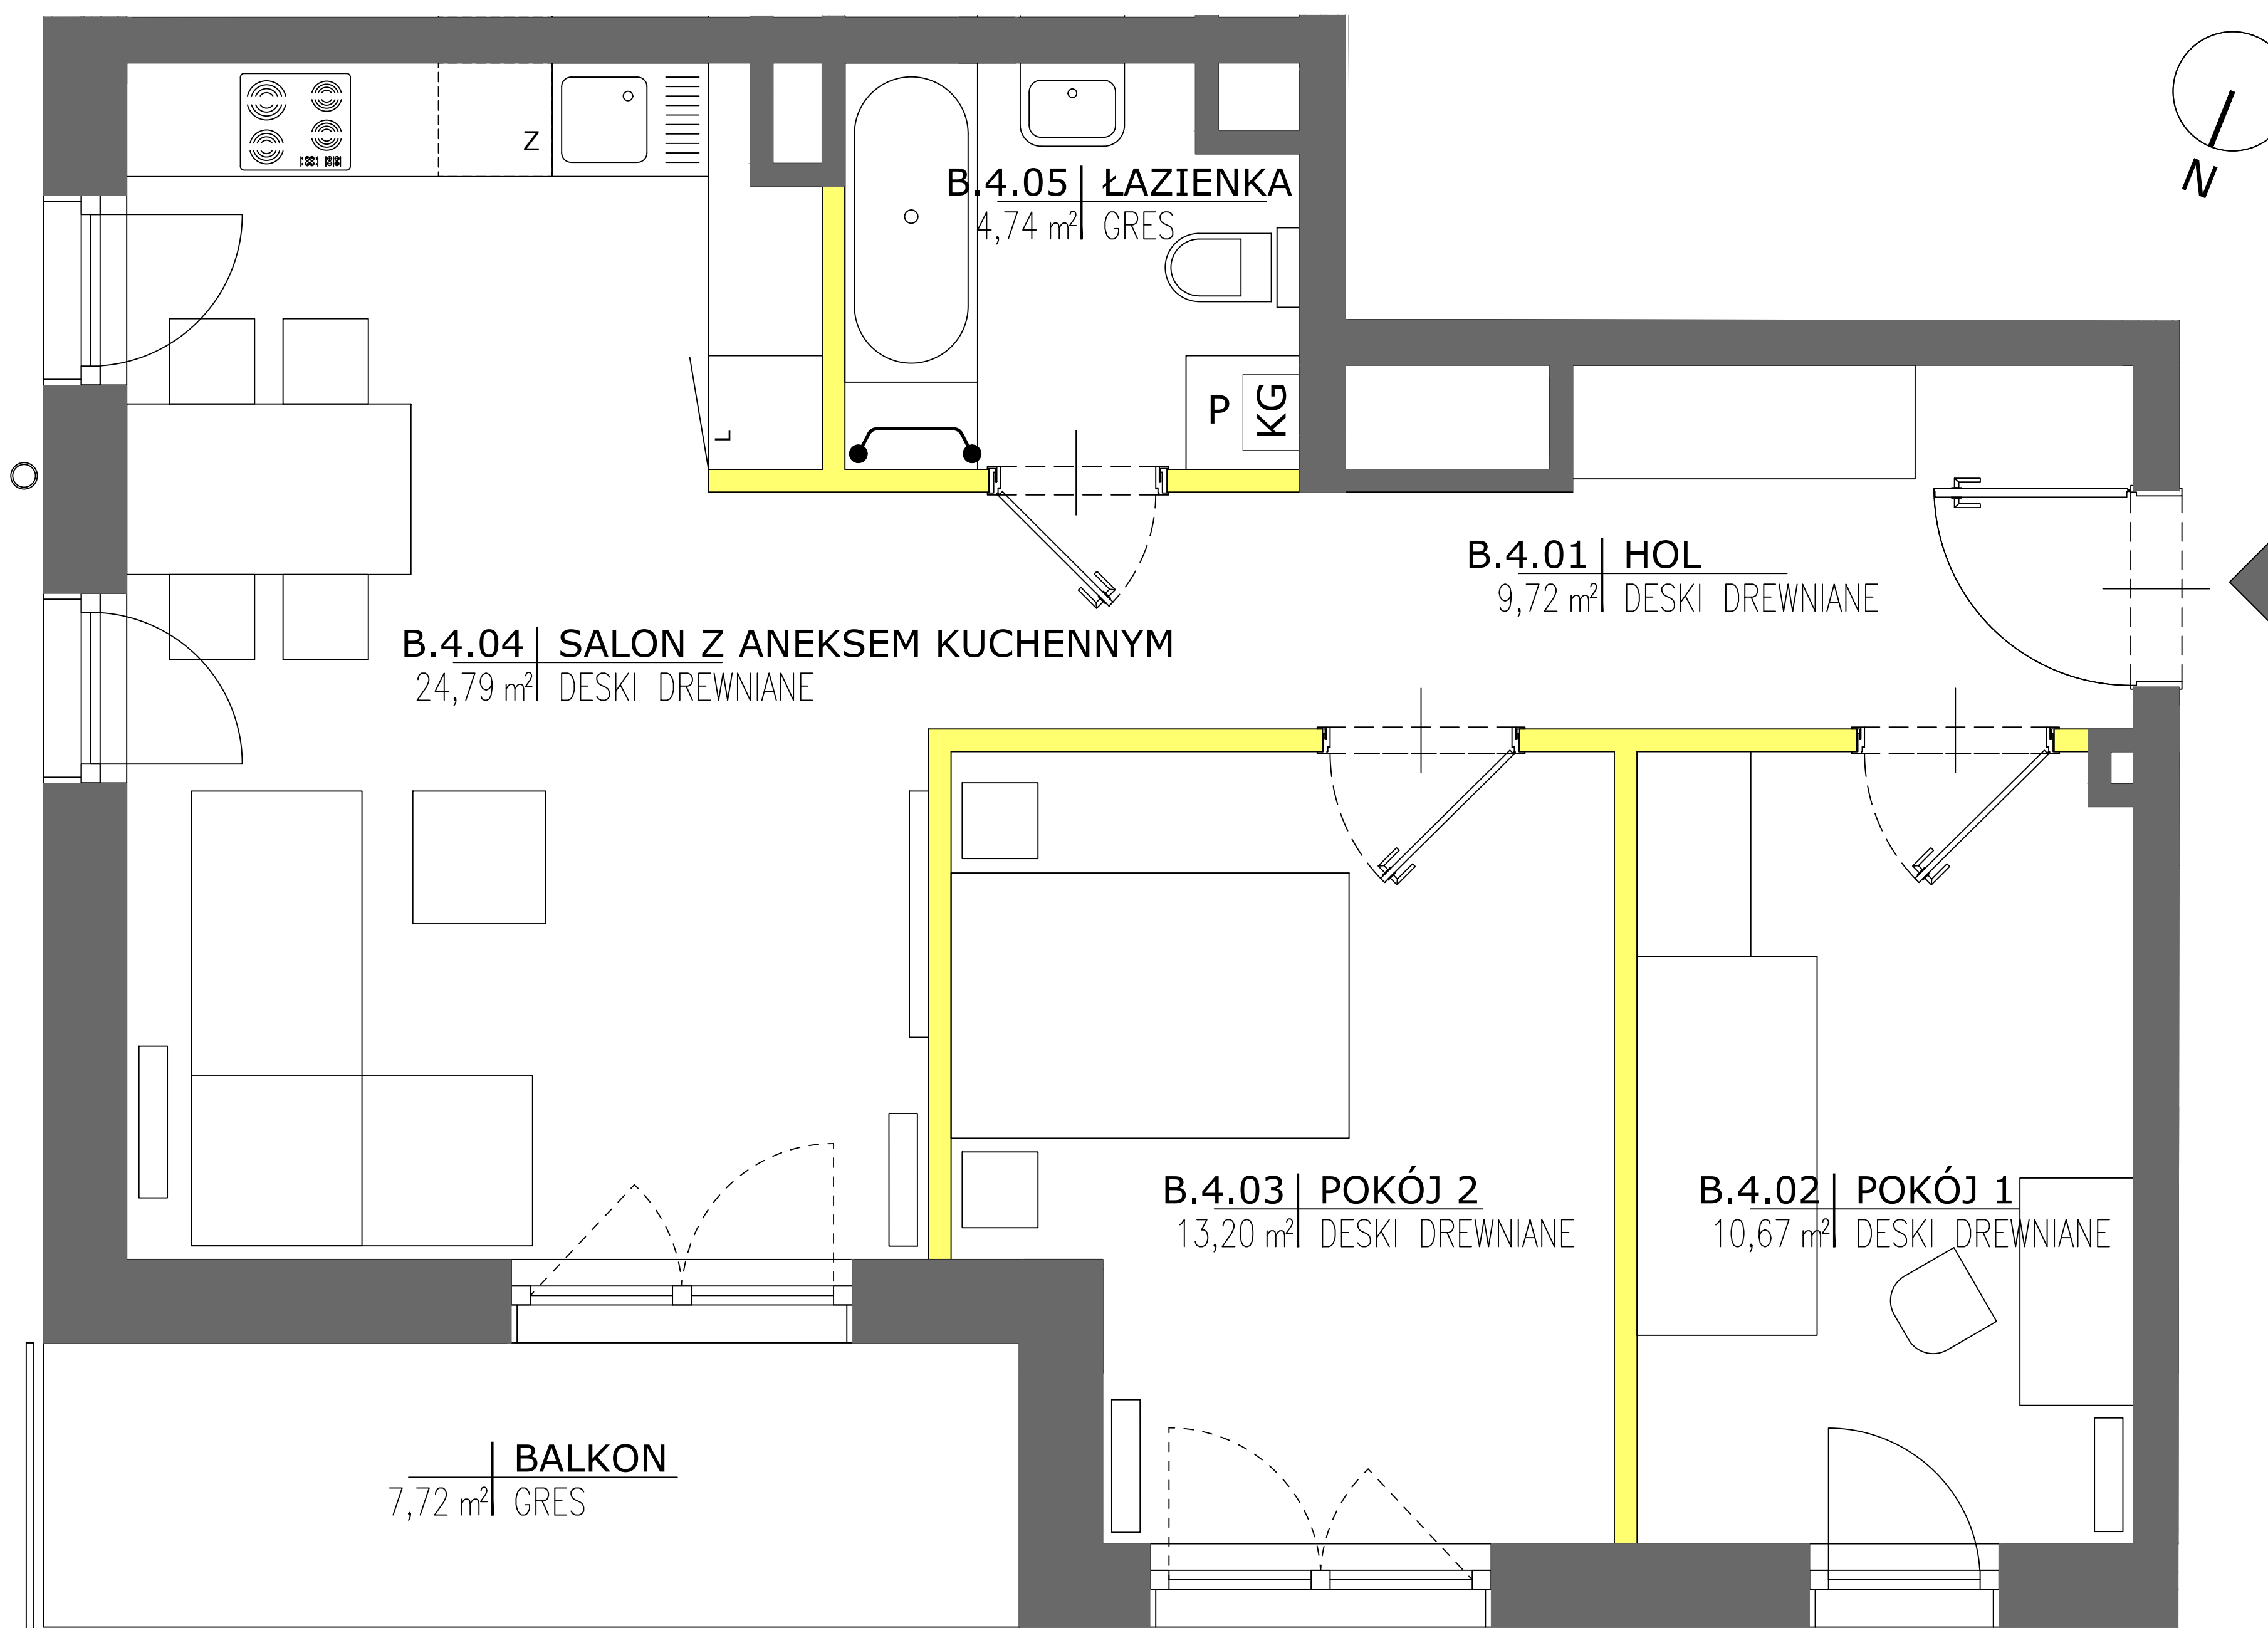 N
Z
B.4.05 ŁAZIENKA
4,74 m² GRES
P KG
L
B.4.01 HOL
9,72 m² DESKI DREWNIANE
B.4.04 SALON Z ANEKSEM KUCHENNYM
24,79 m² DESKI DREWNIANE
B.4.03 POKÓJ 2
13,20 m² DESKI DREWNIANE
B.4.02 POKÓJ 1
10,67 m² DESKI DREWNIANE
BALKON
7,72 m² GRES